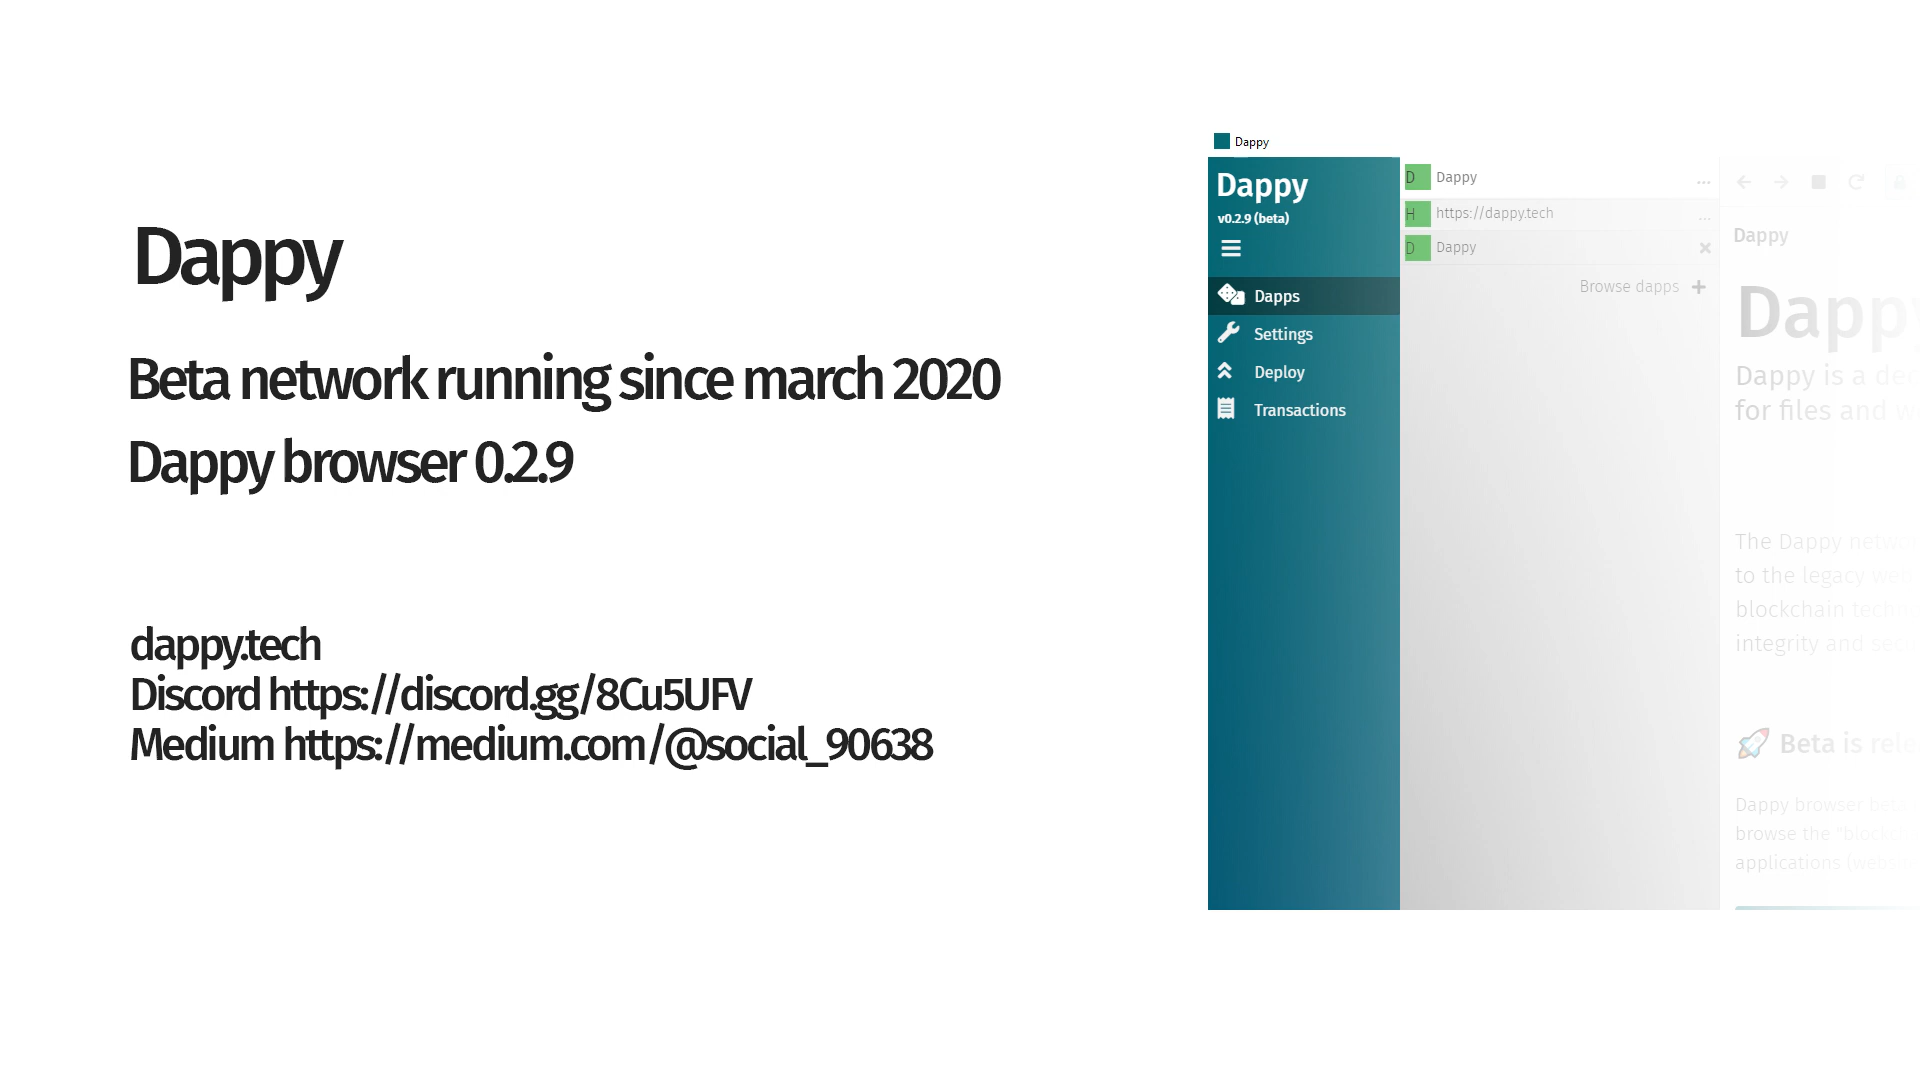 Dappy
Beta network running since march 2020
Dappy browser 0.2.9
dappy.tech
Discord https://discord.gg/8Cu5UFV
Medium https://medium.com/@social_90638
Dappy
Dappy
v0.2.9 (beta)
Dapps
Settings
Deploy
Transactions
D Dappy ...
H https://dappy.tech ...
D Dappy
Browse dapps
Dappy
Dappy
Dappy is a
for files and
The Dappy
to the legacy
blockchain
integrity and
Beta is
Dappy browser
browse the
applications